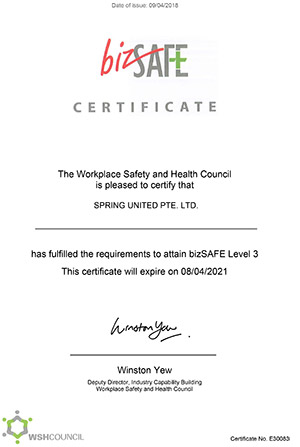 Date of issue: 09/04/2018
bizSAFE
CERTIFICATE
The Workplace Safety and Health Council
is pleased to certify that
SPRING UNITED PTE. LTD.
has fulfilled the requirements to attain bizSAFE Level 3
This certificate will expire on 08/04/2021
Winston Yew
Winston Yew
Deputy Director, Industry Capability Building
Workplace Safety and Health Council
WSHCOUNCIL
Certificate No. E30083